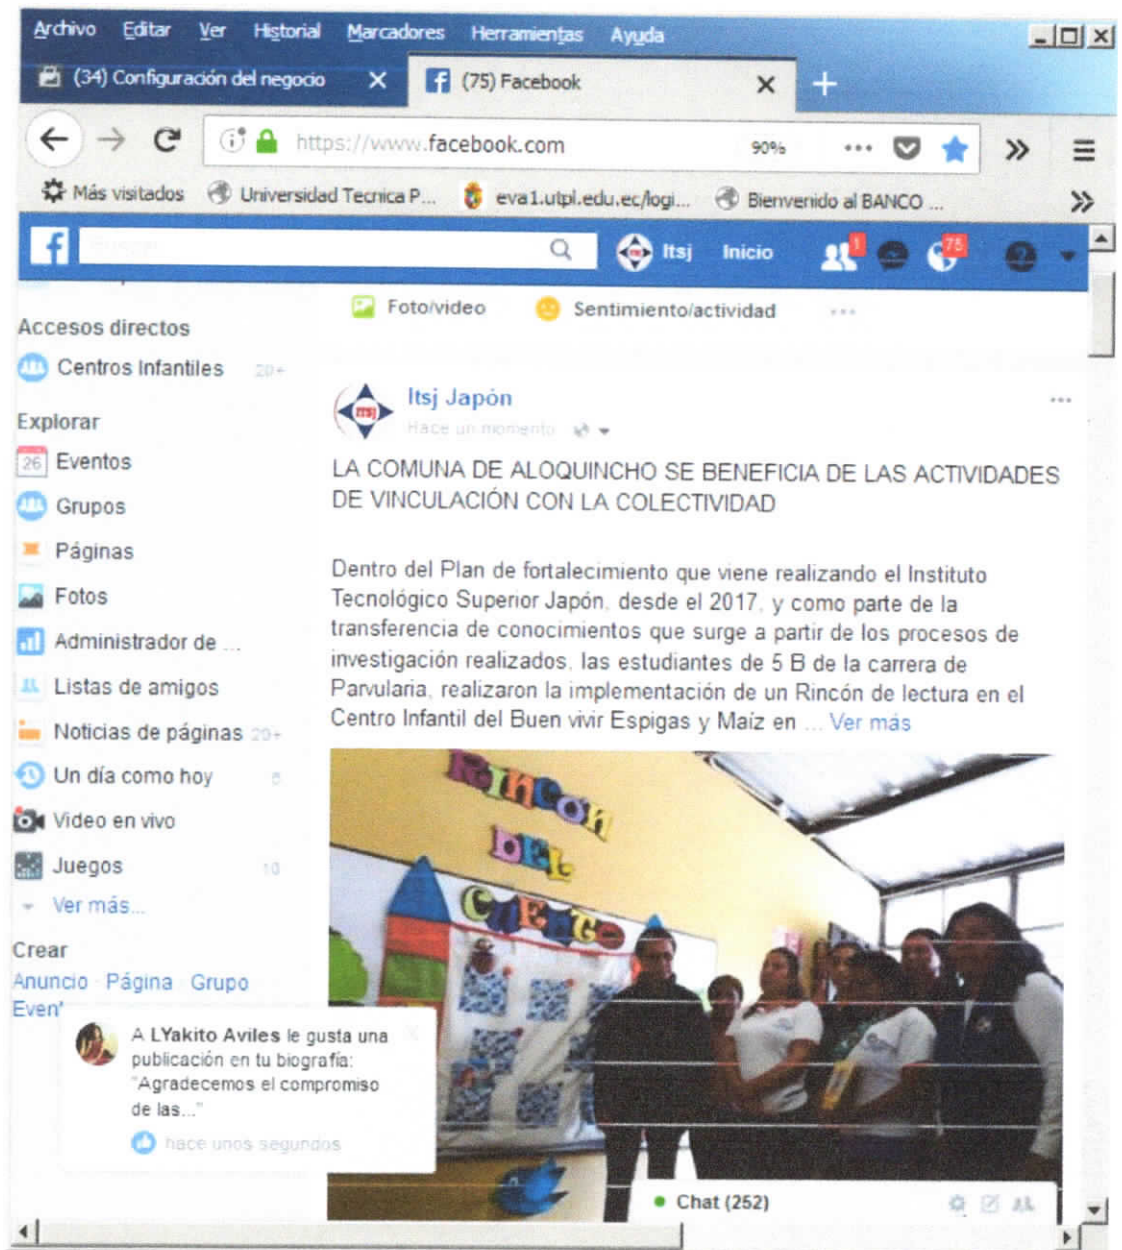 Archivo Editar Ver Historial Marcadores Herramientas Ayuda
(34) Configuración del negocio
(75) Facebook
https://www.facebook.com 90%
Más visitados Universidad Tecnica P... eva1.utpl.edu.ec/logi... Bienvenido al BANCO ...
Itsj Inicio 1 75
Foto/video Sentimiento/actividad
Accesos directos
Centros Infantiles 20+
Explorar
26 Eventos
Grupos
Páginas
Fotos
Administrador de ...
Listas de amigos
Noticias de páginas 20+
Un día como hoy
Video en vivo
Juegos 10
Ver más...
Crear
Anuncio Página Grupo
Itsj Japón
Hace un momento
LA COMUNA DE ALOQUINCHO SE BENEFICIA DE LAS ACTIVIDADES
DE VINCULACIÓN CON LA COLECTIVIDAD
Dentro del Plan de fortalecimiento que viene realizando el Instituto
Tecnológico Superior Japón, desde el 2017, y como parte de la
transferencia de conocimientos que surge a partir de los procesos de
investigación realizados, las estudiantes de 5 B de la carrera de
Parvularia, realizaron la implementación de un Rincón de lectura en el
Centro Infantil del Buen vivir Espigas y Maíz en ... Ver más
RINCON
DEL
CUENTO
A LYakito Aviles le gusta una
publicación en tu biografía:
"Agradecemos el compromiso
de las..."
hace unos segundos
Chat (252)